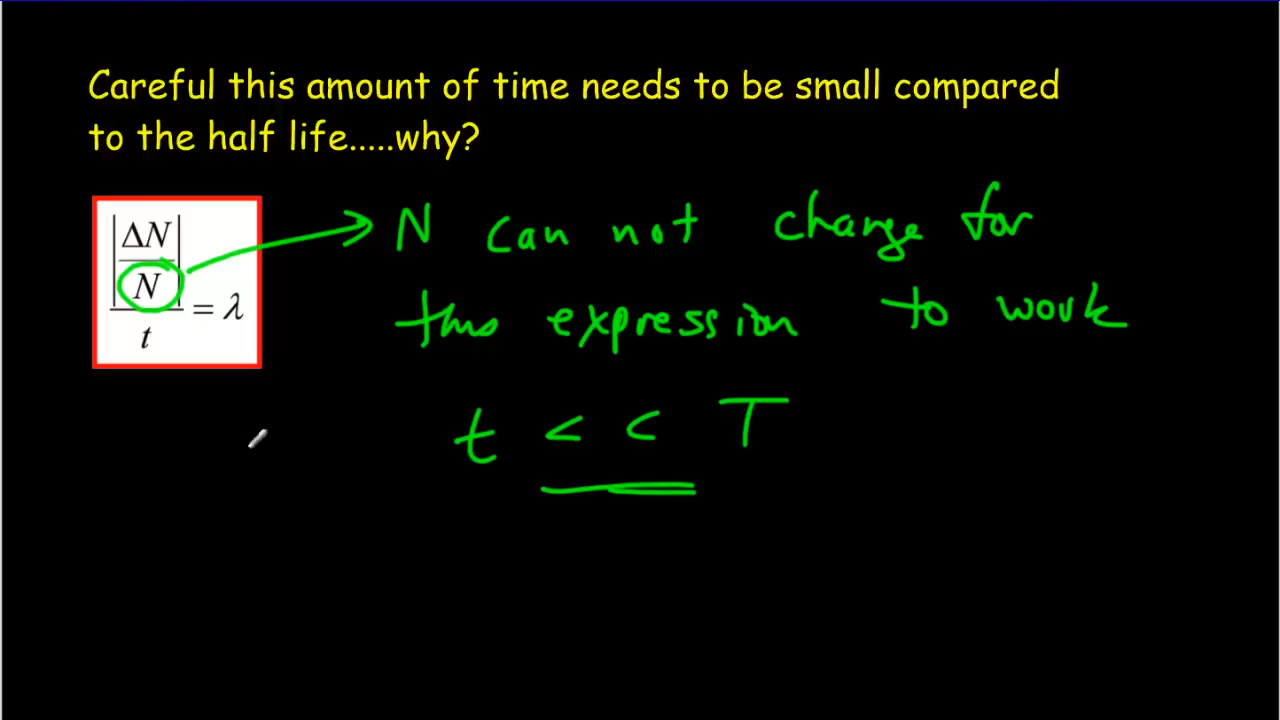 Careful this amount of time needs to be small compared
to the half life.....why?
|ΔN/N|/t = λ
N can not change for
this expression to work
t << T